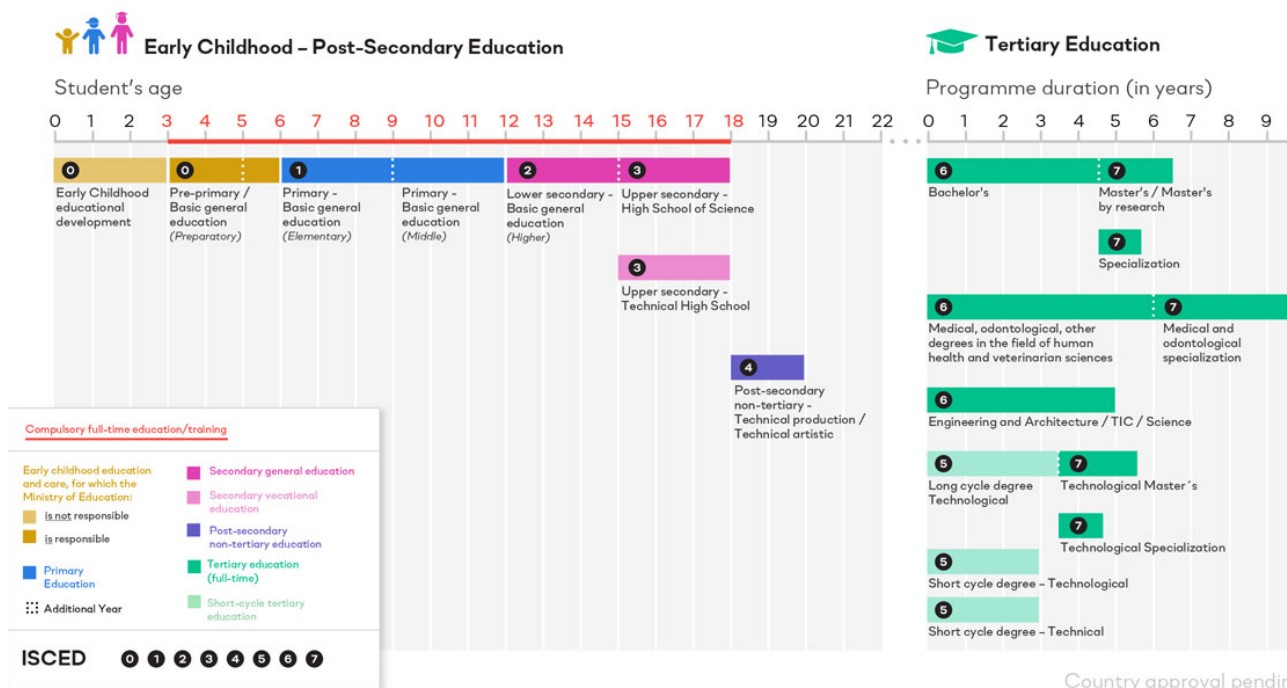 Early Childhood – Post-Secondary Education
Student's age
0 1 2 3 4 5 6 7 8 9 10 11 12 13 14 15 16 17 18 19 20 21 22
0
Early Childhood
educational
development
0
Pre-primary /
Basic general
education
(Preparatory)
1
Primary -
Basic general
education
(Elementary)
Primary -
Basic general
education
(Middle)
2
Lower secondary -
Basic general
education
(Higher)
3
Upper secondary -
High School of Science
3
Upper secondary -
Technical High School
4
Post-secondary
non-tertiary -
Technical production /
Technical artistic
Tertiary Education
Programme duration (in years)
0 1 2 3 4 5 6 7 8 9
6
Bachelor's
7
Master's / Master's
by research
7
Specialization
6
Medical, odontological, other
degrees in the field of human
health and veterinarian sciences
7
Medical and
odontological
specialization
6
Engineering and Architecture / TIC / Science
5
Long cycle degree
Technological
7
Technological Master´s
7
Technological Specialization
5
Short cycle degree – Technological
5
Short cycle degree – Technical
Compulsory full-time education/training
Early childhood education
and care, for which the
Ministry of Education:
is not responsible
is responsible
Primary
Education
Additional Year
Secondary general education
Secondary vocational
education
Post-secondary
non-tertiary education
Tertiary education
(full-time)
Short-cycle tertiary
education
ISCED 0 1 2 3 4 5 6 7
Country approval pendin